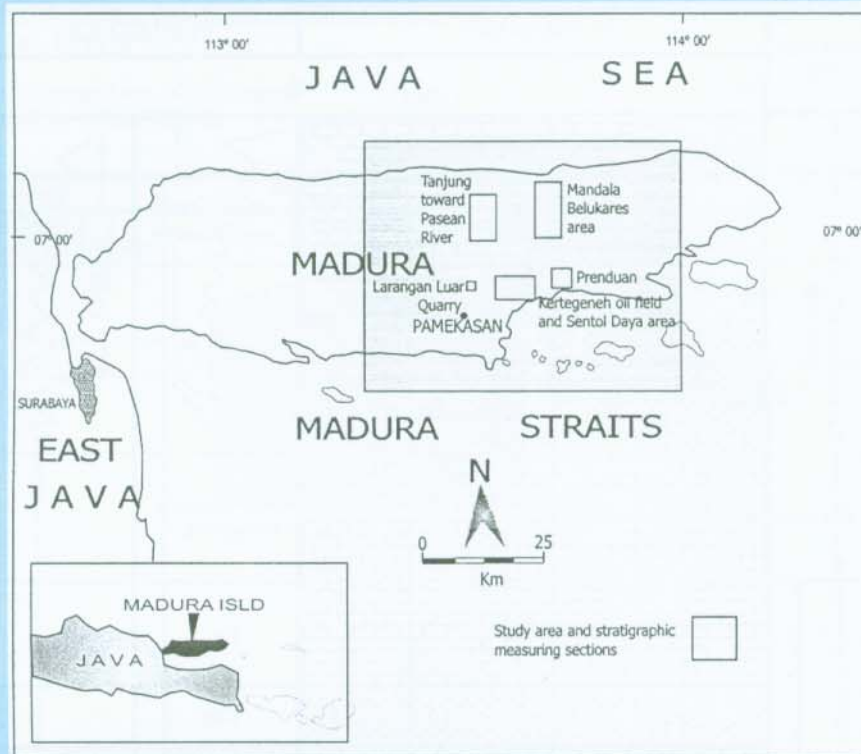 113° 00'
114° 00'
JAVA SEA
Tanjung
toward
Pasean
River
Mandala
Belukares
area
07° 00'
07° 00'
MADURA
Prenduan
Larangan Luar
Quarry
Kertegeneh oil field
and Sentol Daya area
PAMEKASAN
SURABAYA
MADURA STRAITS
EAST
JAVA
N
0 25
Km
MADURA ISLD
JAVA
Study area and stratigraphic
measuring sections